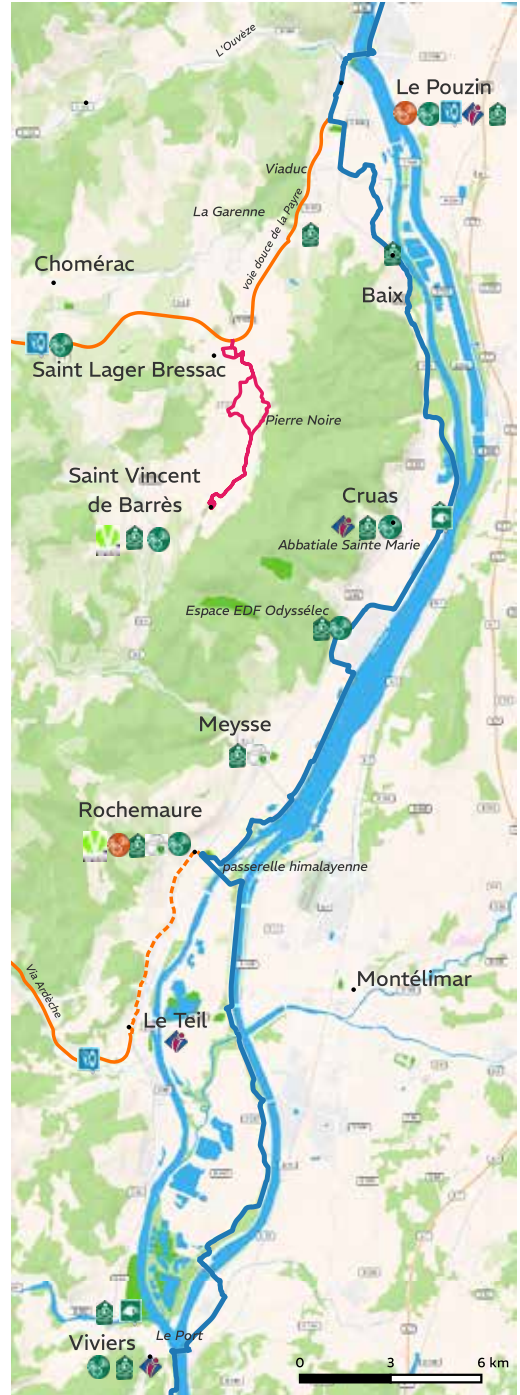 L'Ouvèze
Le Pouzin
Viaduc
La Garenne
voie douce de la Payre
Chomérac
Baix
Saint Lager Bressac
Pierre Noire
Saint Vincent
de Barrès
Cruas
Abbatiale Sainte Marie
Espace EDF Odyssélec
Meysse
Rochemaure
passerelle himalayenne
Via Ardèche
Montélimar
Le Teil
Le Port
Viviers
0 3 6 km